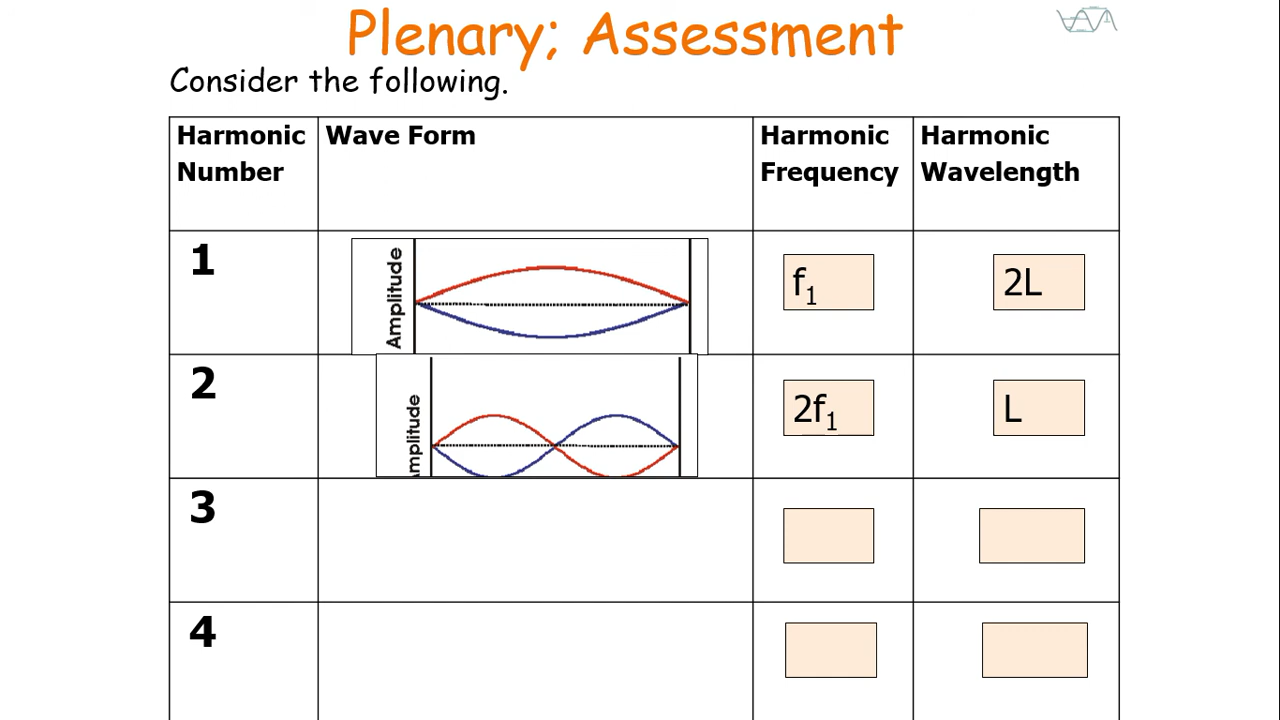 Plenary; Assessment
Consider the following.
Harmonic Number
Wave Form
Harmonic Frequency
Harmonic Wavelength
1
Amplitude
f₁
2L
2
mplitude
2f₁
L
3
4